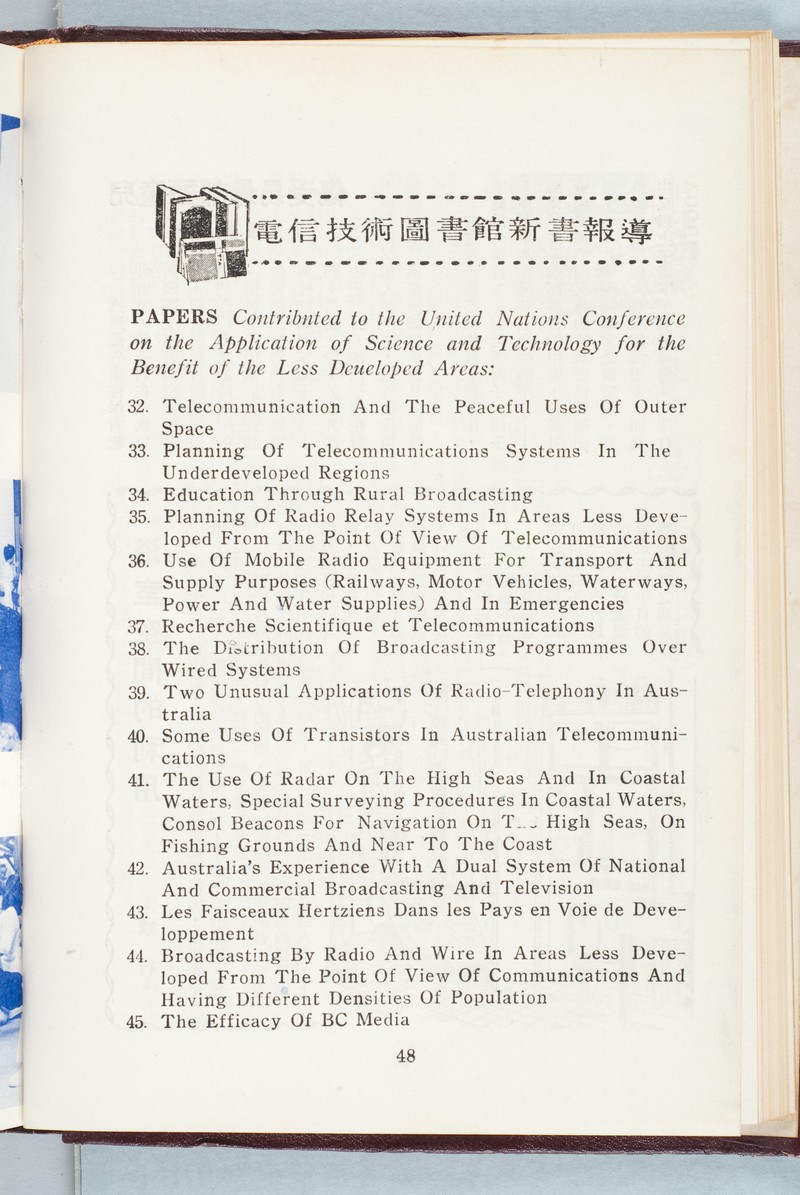 電信技術圖書館新書報導
PAPERS Contribnted to the United Nations Conference
on the Application of Science and Technology for the
Benefit of the Less Deueloped Areas:
32. Telecommunication And The Peaceful Uses Of Outer
Space
33. Planning Of Telecommunications Systems In The
Underdeveloped Regions
34. Education Through Rural Broadcasting
35. Planning Of Radio Relay Systems In Areas Less Deve-
loped From The Point Of View Of Telecommunications
36. Use Of Mobile Radio Equipment For Transport And
Supply Purposes (Railways, Motor Vehicles, Waterways,
Power And Water Supplies) And In Emergencies
37. Recherche Scientifique et Telecommunications
38. The Distribution Of Broadcasting Programmes Over
Wired Systems
39. Two Unusual Applications Of Radio-Telephony In Aus-
tralia
40. Some Uses Of Transistors In Australian Telecommuni-
cations
41. The Use Of Radar On The High Seas And In Coastal
Waters, Special Surveying Procedures In Coastal Waters,
Consol Beacons For Navigation On High Seas, On
Fishing Grounds And Near To The Coast
42. Australia's Experience With A Dual System Of National
And Commercial Broadcasting And Television
43. Les Faisceaux Hertziens Dans les Pays en Voie de Deve-
loppement
44. Broadcasting By Radio And Wire In Areas Less Deve-
loped From The Point Of View Of Communications And
Having Different Densities Of Population
45. The Efficacy Of BC Media
48